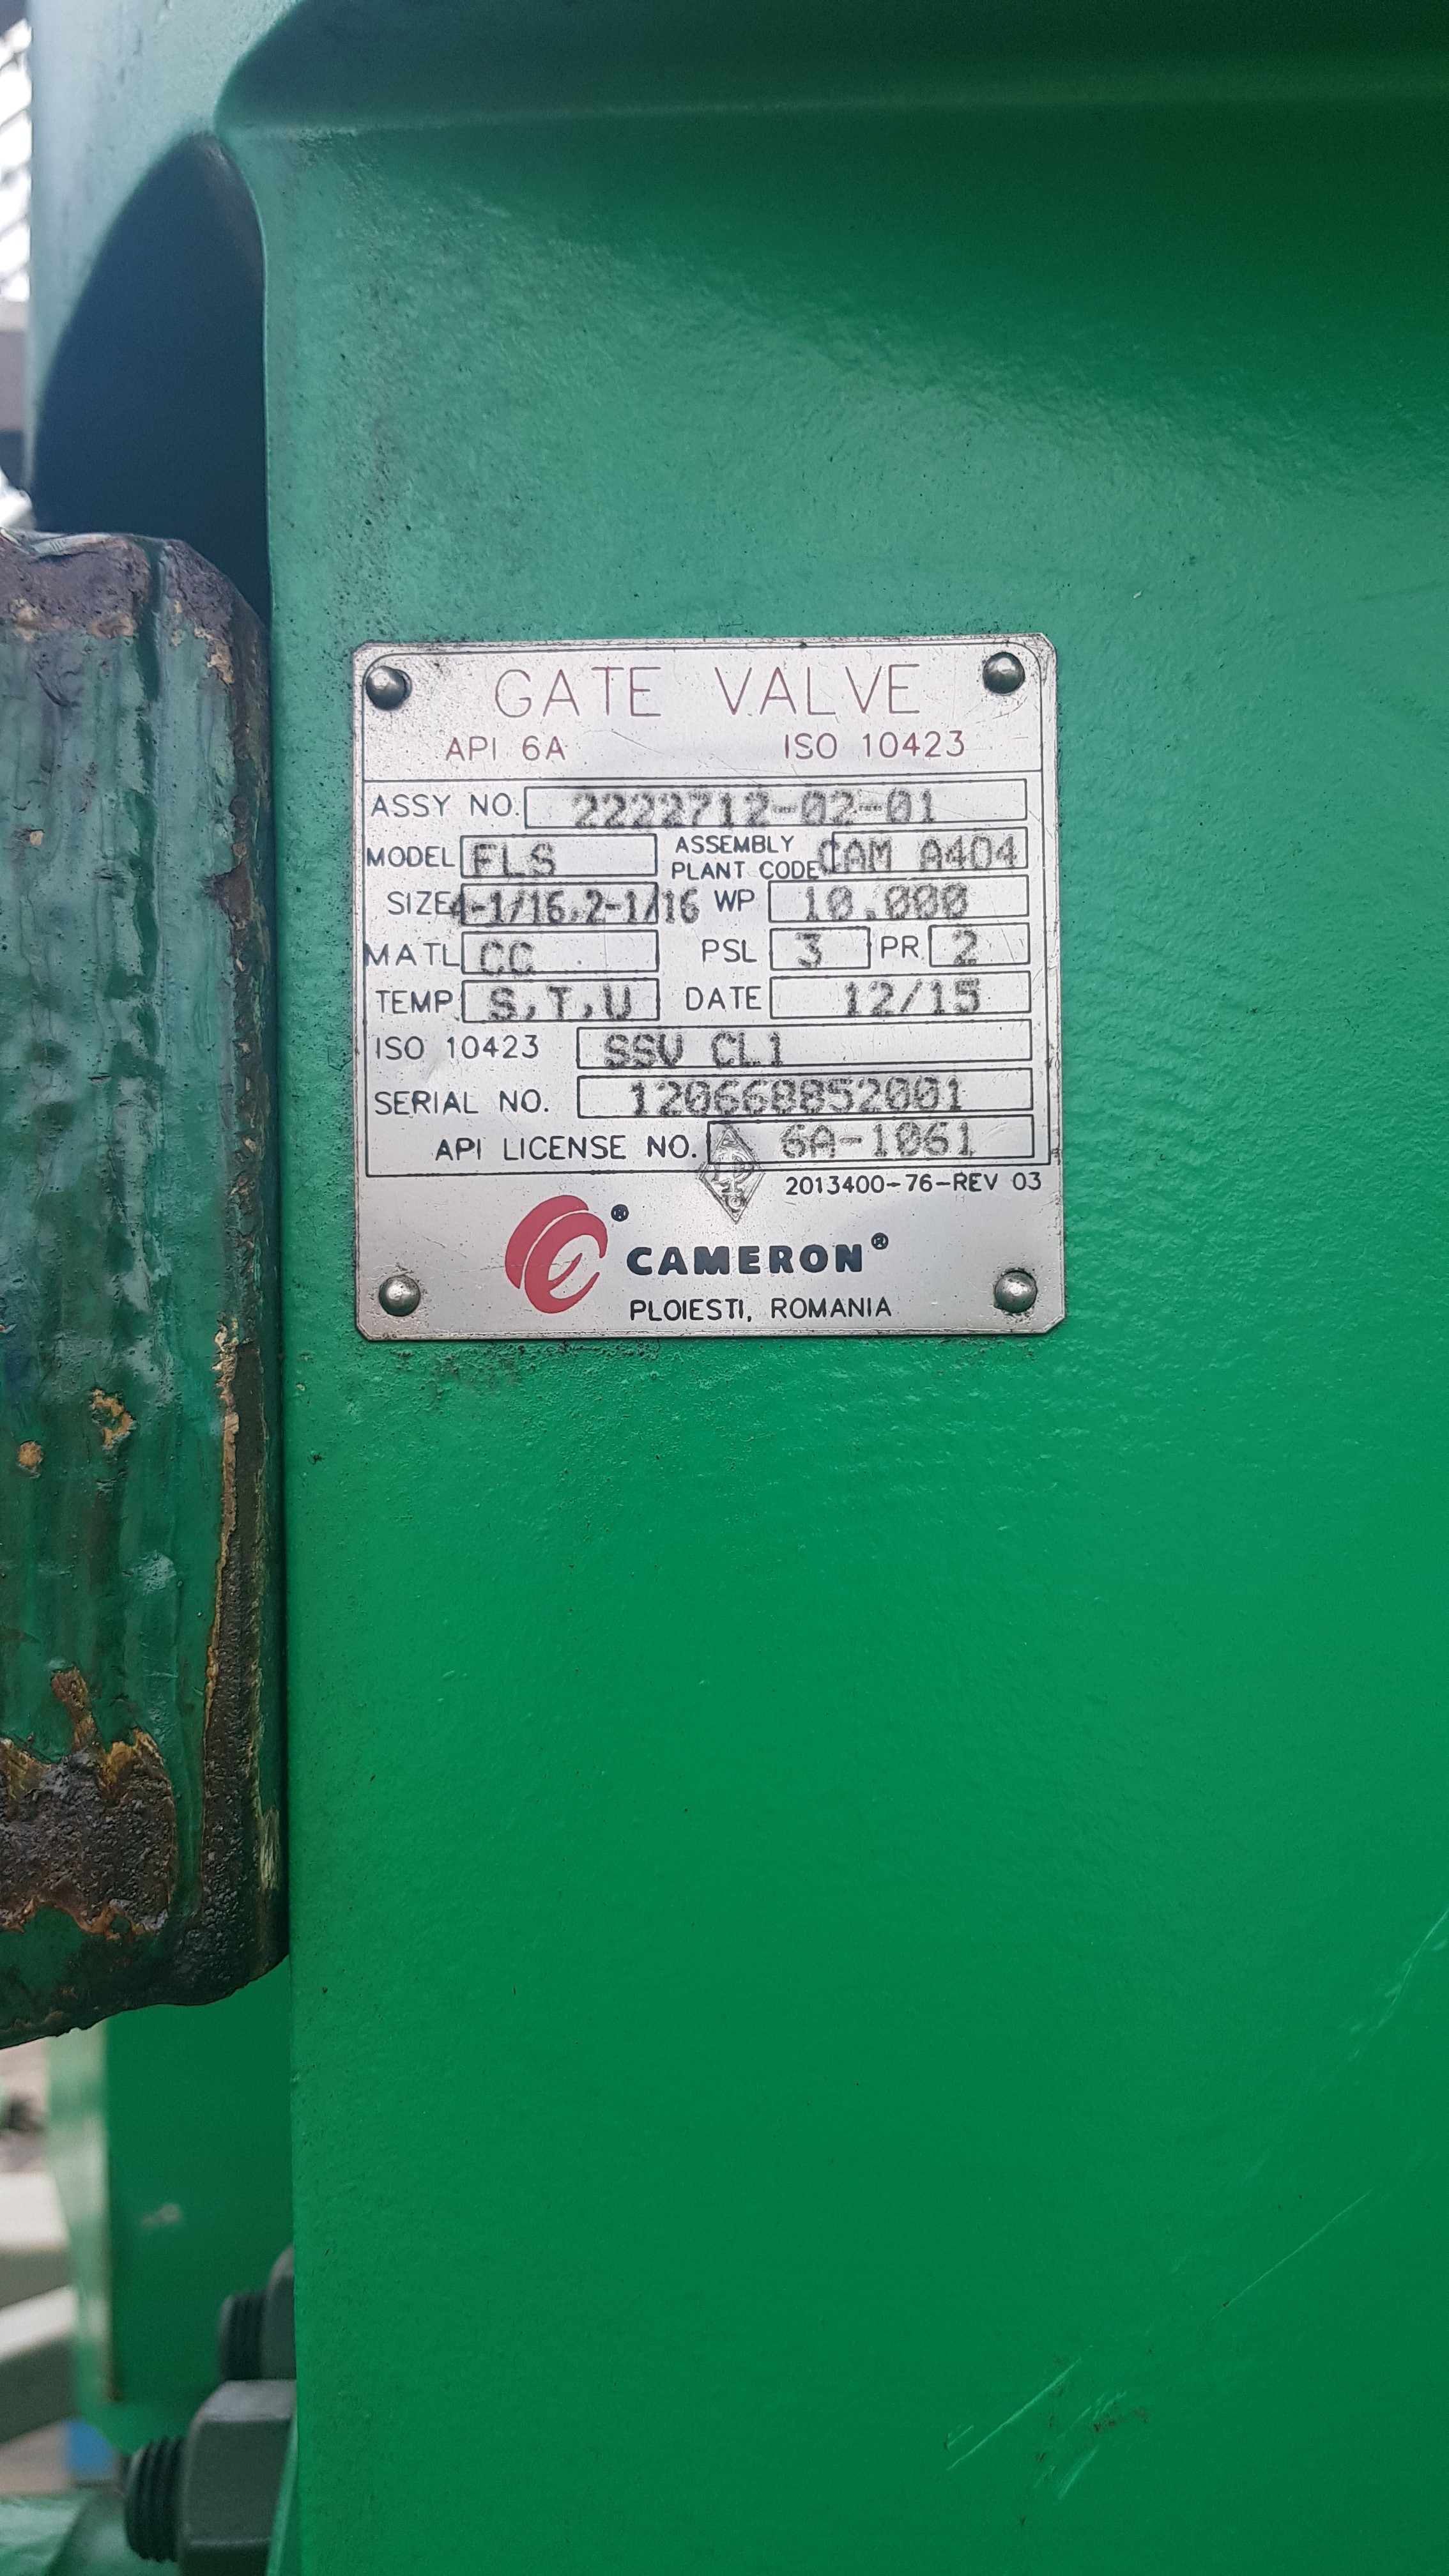 GATE VALVE
API 6A ISO 10423
ASSY NO. 2222712-02-01
MODEL FLS ASSEMBLY PLANT CODE CAM A404
SIZE 4-1/16,2-1/16 WP 10,000
MATL CC PSL 3 PR 2
TEMP. S,T,U DATE 12/15
ISO 10423 SSV CL1
SERIAL NO. 120668852001
API LICENSE NO. 6A-1061
2013400-76-REV 03
CAMERON®
PLOIESTI, ROMANIA